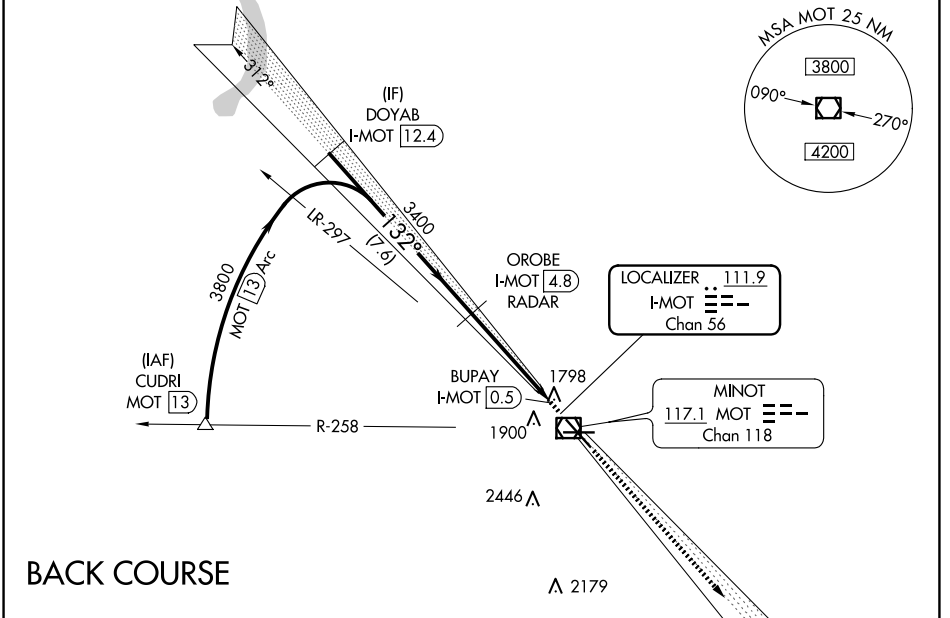 MSA MOT 25 NM
3800
090°
270°
4200
312°
(IF)
DOYAB
I-MOT 12.4
LR-297
3400
132°
(7.6)
3800
MOT 13 Arc
OROBE
I-MOT 4.8
RADAR
LOCALIZER 111.9
I-MOT
Chan 56
(IAF)
CUDRI
MOT 13
BUPAY
I-MOT 0.5
1798
1900
R-258
MINOT
117.1 MOT
Chan 118
2446
2179
BACK COURSE